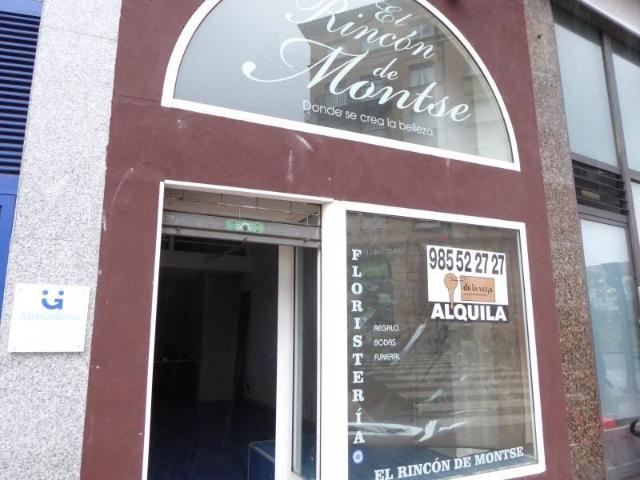 El
Rincón
de
Montse
Donde se crea la belleza
FLORISTERÍA
985 52 27 27
de la vega
ALQUILA
REGALO
BODAS
FUNERAL
EL RINCÓN DE MONTSE